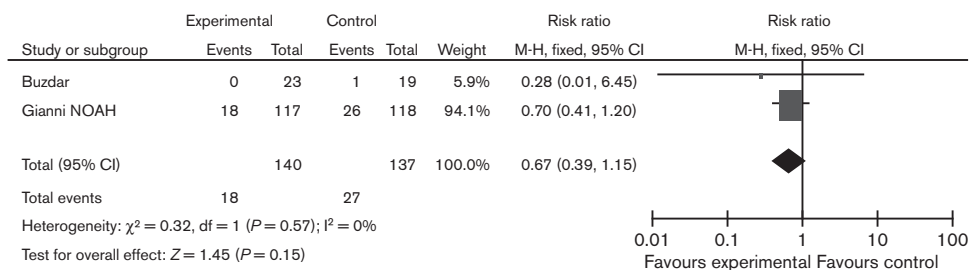 Experimental Control Risk ratio Risk ratio
Study or subgroup Events Total Events Total Weight M-H, fixed, 95% CI M-H, fixed, 95% CI
Buzdar 0 23 1 19 5.9% 0.28 (0.01, 6.45)
Gianni NOAH 18 117 26 118 94.1% 0.70 (0.41, 1.20)
Total (95% CI) 140 137 100.0% 0.67 (0.39, 1.15)
Total events 18 27
Heterogeneity: χ² = 0.32, df = 1 (P = 0.57); I² = 0%
Test for overall effect: Z = 1.45 (P = 0.15)
0.01 0.1 1 10 100
Favours experimental Favours control